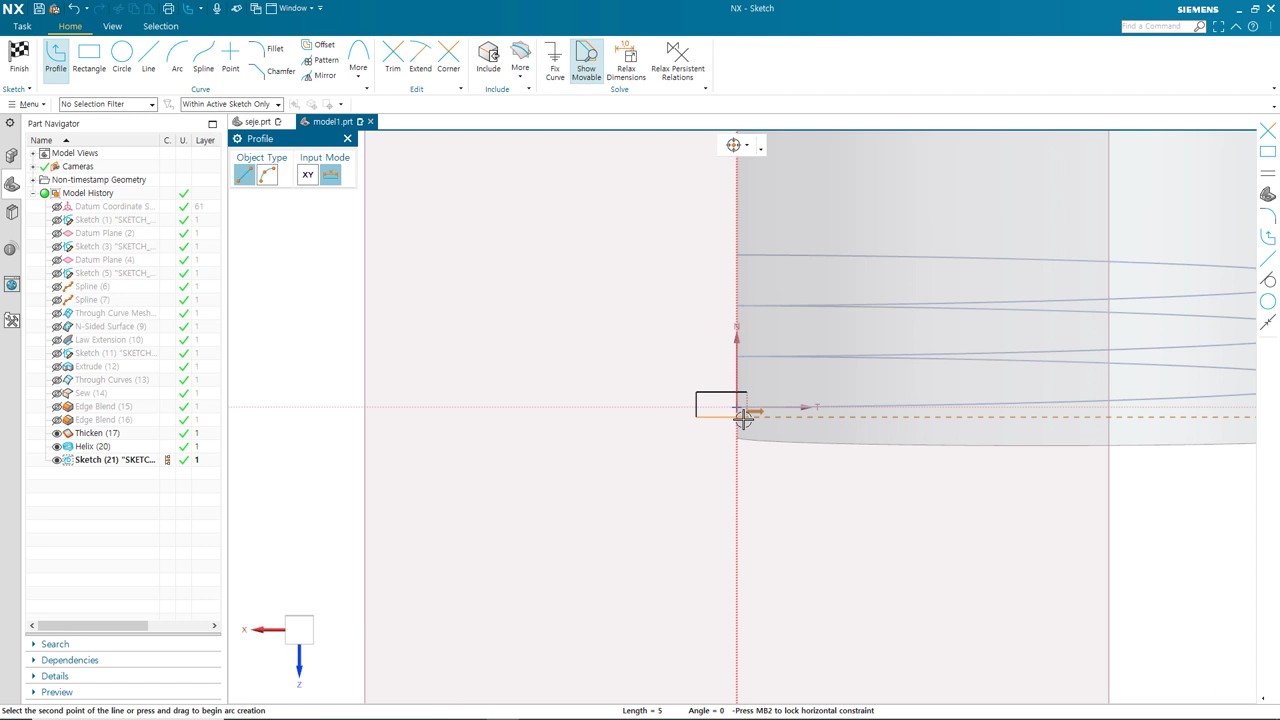 NX
Window
NX - Sketch
SIEMENS
Task
Home
View
Selection
Find a Command
Finish
Profile
Rectangle
Circle
Line
Arc
Spline
Point
Fillet
Chamfer
Offset
Pattern
Mirror
More
Trim
Extend
Corner
Include
More
Fix Curve
Show Movable
Relax Dimensions
Relax Persistent Relations
Sketch
Curve
Edit
Include
Solve
Menu
No Selection Filter
Within Active Sketch Only
Part Navigator
seje.prt
model1.prt
Name
C.
U.
Layer
Profile
Object Type
Input Mode
XY
Model Views
Cameras
Non-timestamp Geometry
Model History
Datum Coordinate S... 61
Sketch (1) "SKETCH_... 1
Datum Plane (2) 1
Sketch (3) "SKETCH_... 1
Datum Plane (4) 1
Sketch (5) "SKETCH_... 1
Spline (6) 1
Spline (7) 1
Through Curve Mesh... 1
N-Sided Surface (9) 1
Law Extension (10) 1
Sketch (11) "SKETCH... 1
Extrude (12) 1
Through Curves (13) 1
Sew (14) 1
Edge Blend (15) 1
Edge Blend (16) 1
Thicken (17) 1
Helix (20) 1
Sketch (21) "SKETC... 1
N
T
X
Z
Search
Dependencies
Details
Preview
Select the second point of the line or press and drag to begin arc creation
Length = 5 Angle = 0 -Press MB2 to lock horizontal constraint